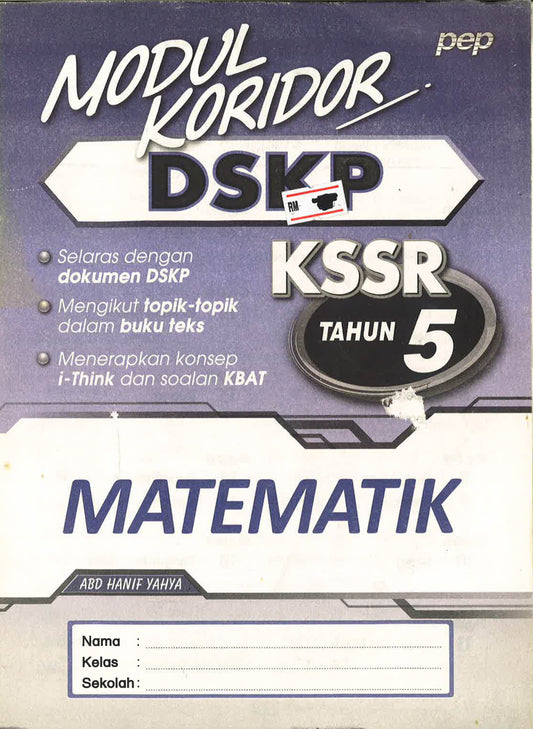 pep
MODUL
KORIDOR
DSKP
RM
KSSR
TAHUN 5
Selaras dengan
dokumen DSKP
Mengikut topik-topik
dalam buku teks
Menerapkan konsep
i-Think dan soalan KBAT
MATEMATIK
ABD HANIF YAHYA
Nama :
Kelas :
Sekolah: